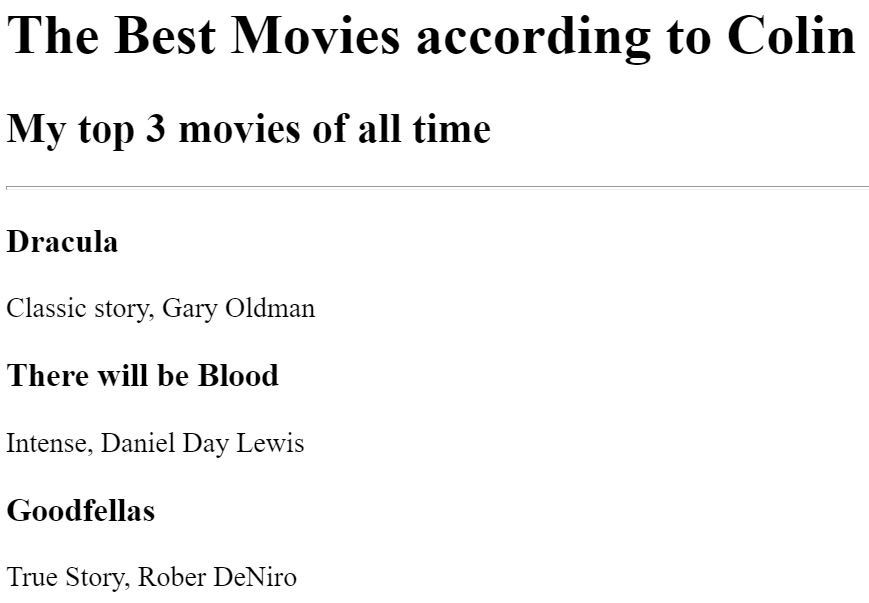 The Best Movies according to Colin
My top 3 movies of all time
Dracula
Classic story, Gary Oldman
There will be Blood
Intense, Daniel Day Lewis
Goodfellas
True Story, Rober DeNiro